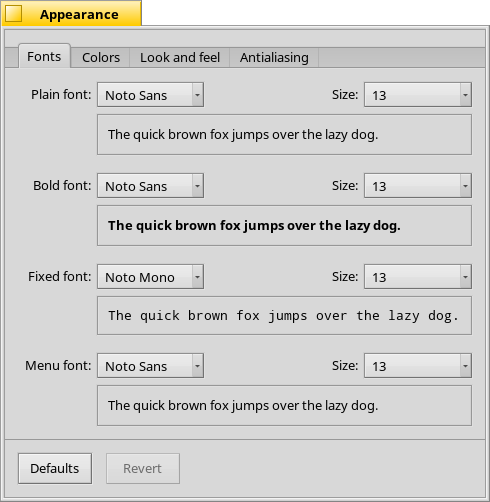 Appearance
Fonts Colors Look and feel Antialiasing
Plain font: Noto Sans Size: 13
The quick brown fox jumps over the lazy dog.
Bold font: Noto Sans Size: 13
The quick brown fox jumps over the lazy dog.
Fixed font: Noto Mono Size: 13
The quick brown fox jumps over the lazy dog.
Menu font: Noto Sans Size: 13
The quick brown fox jumps over the lazy dog.
Defaults Revert